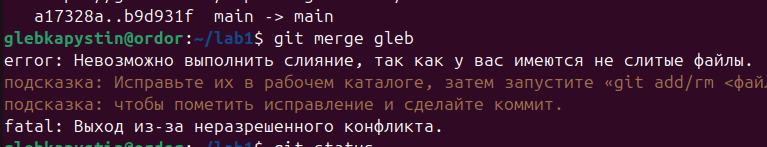 a17328a..b9d931f  main -> main
glebkapystin@ordor:~/lab1$ git merge gleb
error: Невозможно выполнить слияние, так как у вас имеются не слитые файлы.
подсказка: Исправьте их в рабочем каталоге, затем запустите «git add/rm <фай
подсказка: чтобы пометить исправление и сделайте коммит.
fatal: Выход из-за неразрешенного конфликта.
glebkapystin@ordor:~/lab1$ git status